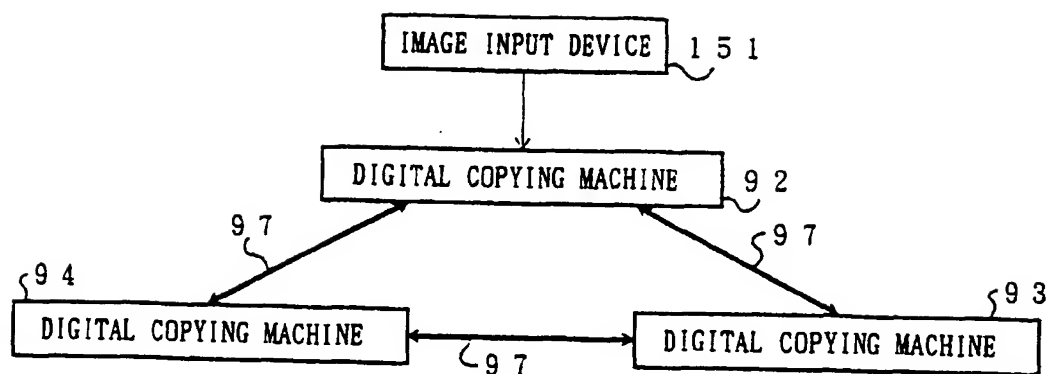 IMAGE INPUT DEVICE
151
DIGITAL COPYING MACHINE
92
97
97
94
93
DIGITAL COPYING MACHINE
DIGITAL COPYING MACHINE
97